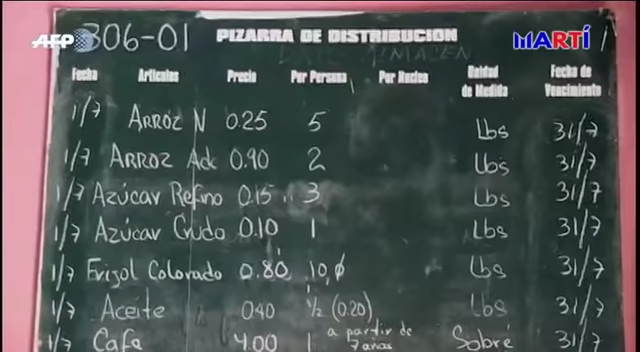 AFP
306-01
PIZARRA DE DISTRIBUCION
MARTÍ
Fecha Articulos Precio Per Persona Per Nucleo Unidad de Medida Fecha de Vencimiento
1/7 ARRÓZ N 0.25 5 Lbs 31/7
1/7 ARROZ Adc 0.90 2 Lbs 31/7
1/7 Azúcar Refino 0.15 3 Lbs 31/7
1/7 Azúcar Crudo 0.10 1 Lbs 31/7
1/7 Frijol Colorado 0.80 Lbs 31/7
1/7 Aceite 0.40 1/2 (0.20) Lbs 31/7
1/7 Cafe 4.00 1 a partir de 7 años Sobre 31/7